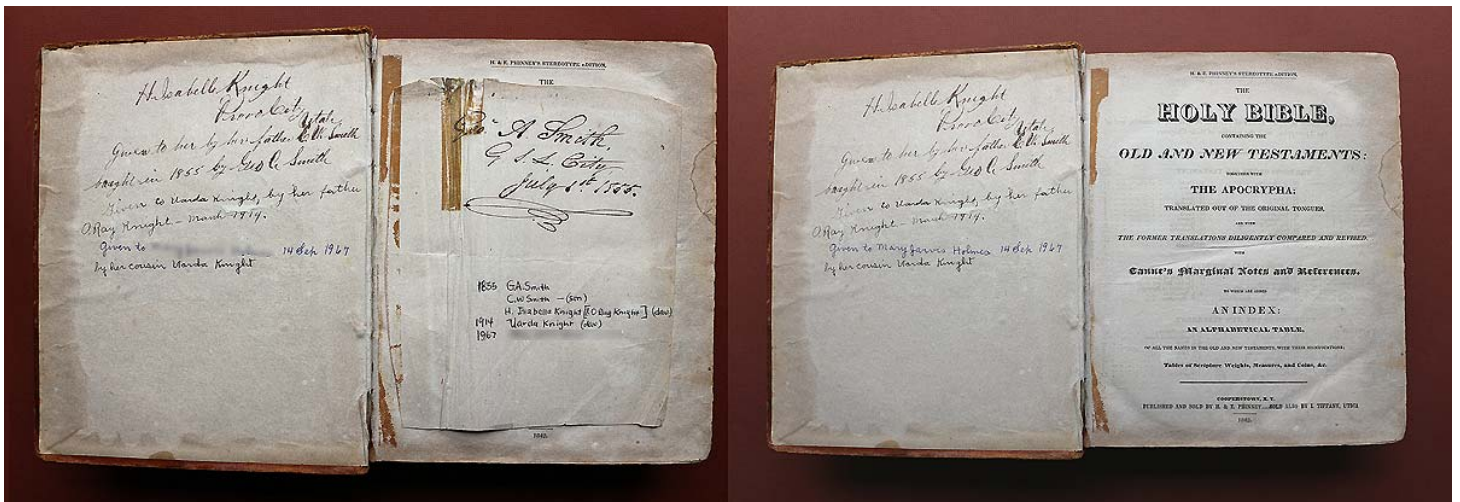 H. Isabelle Knight
Provo City
Utah
Given to her by her father C. W. Smith
bought in 1855 by Geo A. Smith
Given to Uarda Knight, by her father
O. Ray Knight - March 1914.
Given to 14 Sep 1967
by her cousin Uarda Knight
H. & E. PHINNEY'S STEREOTYPE EDITION.
THE
Geo. A Smith.
G. S. L. City
July 1855.
1855 G.A. Smith
C.W Smith - (son)
H. Isabelle Knight [& O Ray Knight] (dau)
1914 Uarda Knight (dau)
1967
H. Isabelle Knight
Provo City
Utah
Given to her by her father C. W. Smith
bought in 1855 by Geo A. Smith
Given to Uarda Knight, by her father
O. Ray Knight - March 1914.
Given to Mary Jarvis Holmes 14 Sep 1967
by her cousin Uarda Knight
H. & E. PHINNEY'S STEREOTYPE EDITION.
THE
HOLY BIBLE,
CONTAINING THE
OLD AND NEW TESTAMENTS:
TOGETHER WITH
THE APOCRYPHA:
TRANSLATED OUT OF THE ORIGINAL TONGUES,
AND WITH
THE FORMER TRANSLATIONS DILIGENTLY COMPARED AND REVISED.
WITH
Canne's Marginal Notes and References.
TO WHICH ARE ADDED
AN INDEX:
AN ALPHABETICAL TABLE,
OF ALL THE NAMES IN THE OLD AND NEW TESTAMENTS, WITH THEIR SIGNIFICATIONS:
Tables of Scripture Weights, Measures, and Coins, &c.
COOPERSTOWN, N. Y.
PUBLISHED AND SOLD BY H. & E. PHINNEY.....SOLD ALSO BY I. TIFFANY, UTICA